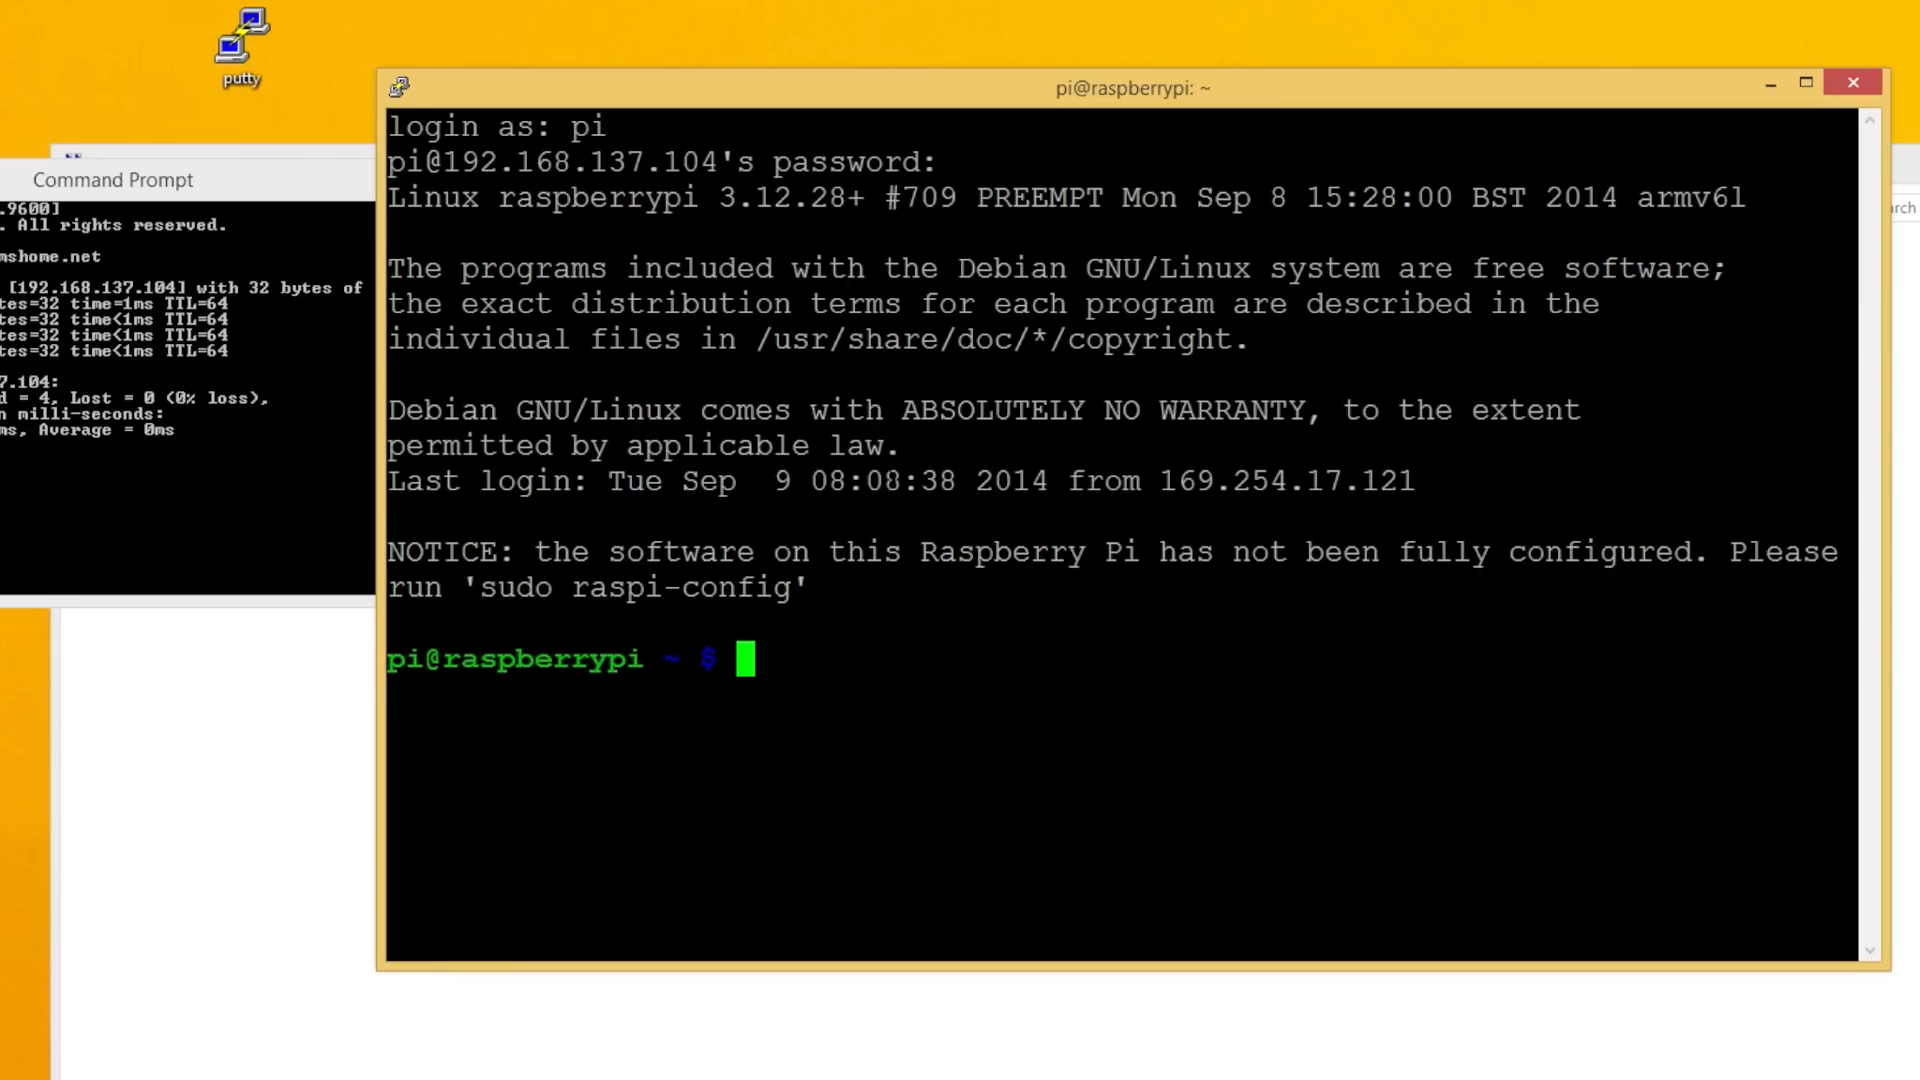 putty
pi@raspberrypi: ~
login as: pi
pi@192.168.137.104's password:
Linux raspberrypi 3.12.28+ #709 PREEMPT Mon Sep 8 15:28:00 BST 2014 armv6l
The programs included with the Debian GNU/Linux system are free software;
the exact distribution terms for each program are described in the
individual files in /usr/share/doc/*/copyright.
Debian GNU/Linux comes with ABSOLUTELY NO WARRANTY, to the extent
permitted by applicable law.
Last login: Tue Sep  9 08:08:38 2014 from 169.254.17.121
NOTICE: the software on this Raspberry Pi has not been fully configured. Please
run 'sudo raspi-config'
pi@raspberrypi ~ $
Command Prompt
.9600]
. All rights reserved.
mshome.net
[192.168.137.104] with 32 bytes of
tes=32 time=1ms TTL=64
tes=32 time<1ms TTL=64
tes=32 time<1ms TTL=64
tes=32 time<1ms TTL=64
7.104:
d = 4, Lost = 0 (0% loss),
n milli-seconds:
ms, Average = 0ms
arch